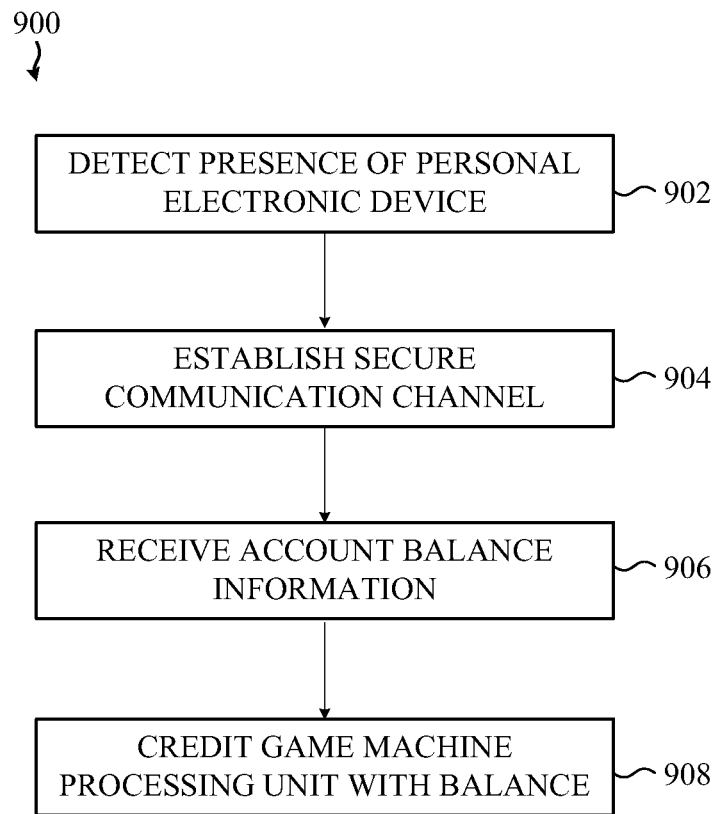 900
DETECT PRESENCE OF PERSONAL
ELECTRONIC DEVICE
902
ESTABLISH SECURE
COMMUNICATION CHANNEL
904
RECEIVE ACCOUNT BALANCE
INFORMATION
906
CREDIT GAME MACHINE
PROCESSING UNIT WITH BALANCE
908